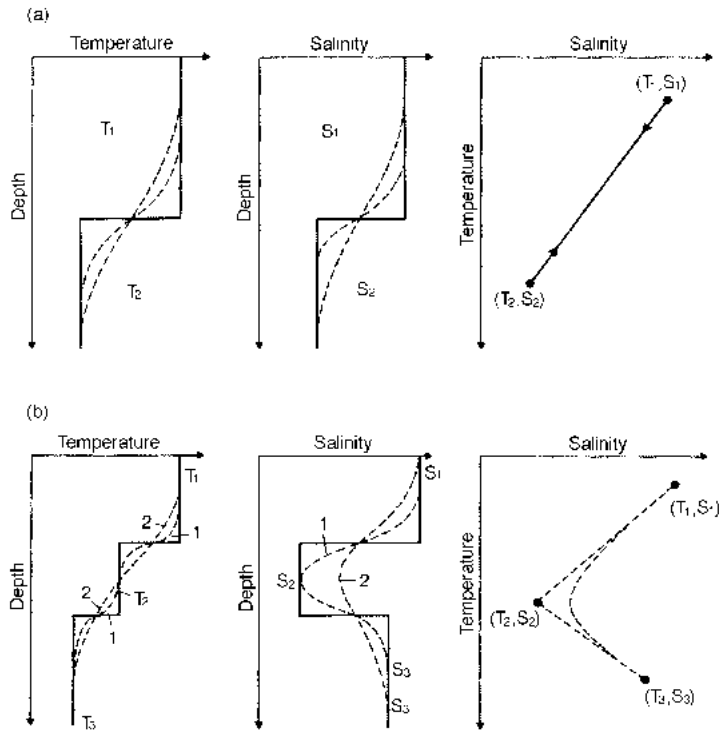 (a)
Temperature
Salinity
Salinity
Depth
T1
T2
Depth
S1
S2
Temperature
(T-,S1)
(T2,S2)
(b)
Temperature
Salinity
Salinity
Depth
T1
2
1
2
T2
1
T3
Depth
S1
1
S2
2
S3
S3
Temperature
(T1,S1)
(T2,S2)
(T3,S3)